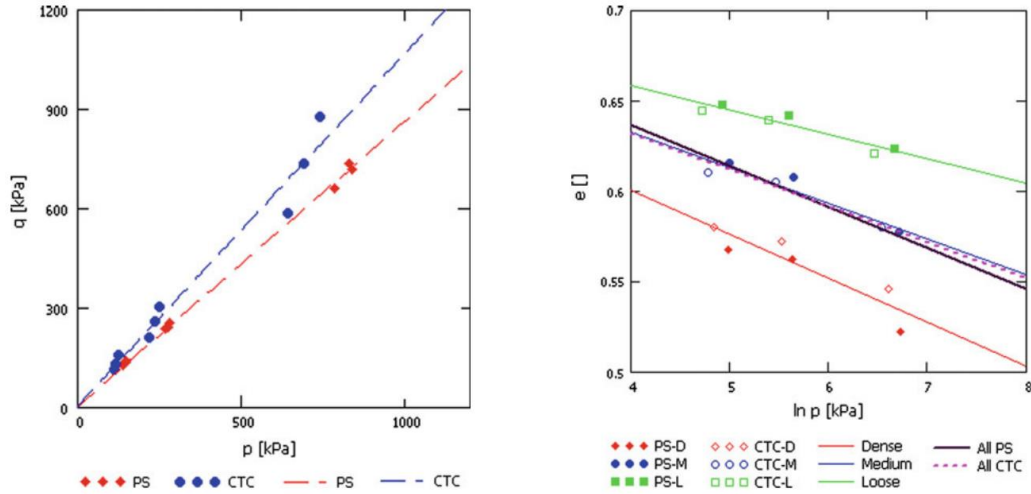 1200
900
600
300
0
q [kPa]
0 500 1000
p [kPa]
PS CTC PS CTC
0.7
0.65
0.6
0.55
0.5
e []
4 5 6 7 8
ln p [kPa]
PS-D CTC-D Dense All PS
PS-M CTC-M Medium All CTC
PS-L CTC-L Loose